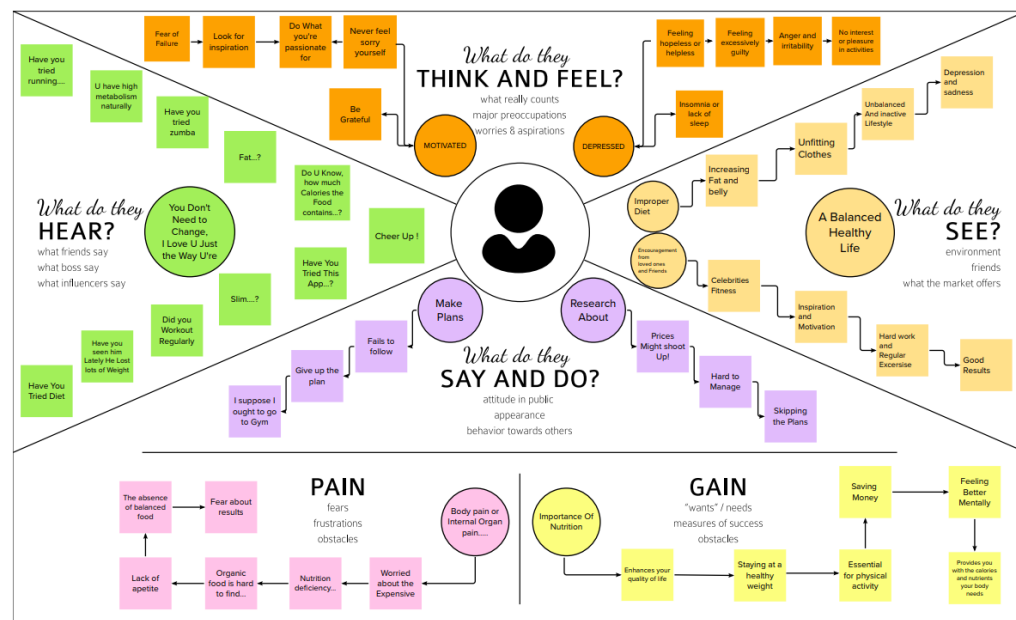 Fear of
Failure
Look for
inspiration
Do What
you're
passionate
for
Never feel
sorry
yourself
What do they
THINK AND FEEL?
what really counts
major preoccupations
worries & aspirations
Be
Grateful
MOTIVATED
Feeling
hopeless or
helpless
Feeling
excessively
guilty
Anger and
irritability
No interest
or pleasure
in activities
Insomnia or
lack of
sleep
DEPRESSED
Have you
tried
running....
U have high
metabolism
naturally
Have you
tried
zumba
Fat...?
Do U Know,
how much
Calories the
Food
contains...?
Cheer Up !
What do they
HEAR?
what friends say
what boss say
what influencers say
You Don't
Need to
Change,
I Love U Just
the Way U're
Have You
Tried This
App...?
Slim....?
Did you
Workout
Regularly
Have you
seen him
Lately He Lost
lots of Weight
Have You
Tried Diet
Depression
and
sadness
Unbalanced
And inactive
Lifestyle
Unfitting
Clothes
Increasing
Fat and
belly
Improper
Diet
A Balanced
Healthy
Life
What do they
SEE?
environment
friends
what the market offers
Encouragement
from
loved ones
and Friends
Celebrities
Fitness
Inspiration
and
Motivation
Hard work
and
Regular
Excersise
Good
Results
Make
Plans
Fails to
follow
Give up the
plan
I suppose I
ought to go
to Gym
What do they
SAY AND DO?
attitude in public
appearance
behavior towards others
Research
About
Prices
Might shoot
Up!
Hard to
Manage
Skipping
the Plans
PAIN
fears
frustrations
obstacles
Body pain or
Internal Organ
pain.....
The absence
of balanced
food
Fear about
results
Lack of
apetite
Organic
food is hard
to find...
Nutrition
deficiency...
Worried
about the
Expensive
GAIN
"wants" / needs
measures of success
obstacles
Importance Of
Nutrition
Enhances your
quality of life
Staying at a
healthy
weight
Essential
for physical
activity
Saving
Money
Feeling
Better
Mentally
Provides you
with the calories
and nutrients
your body
needs